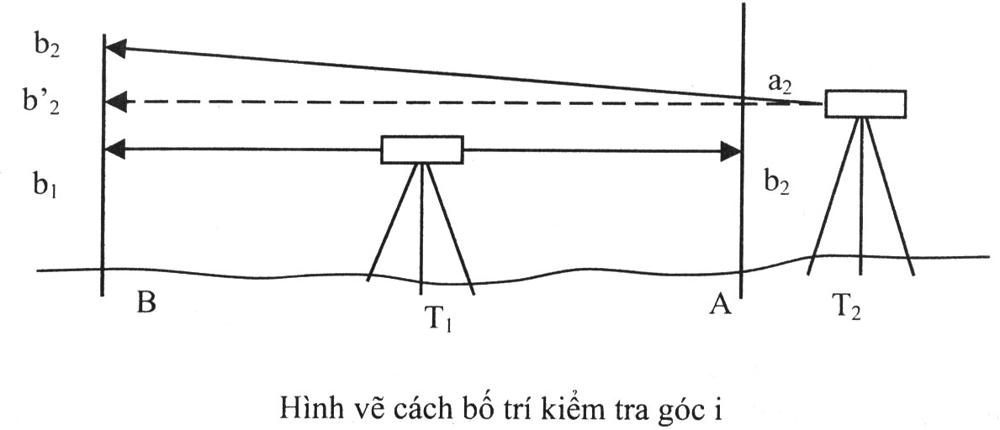 b₂
a₂
b’₂
b₁
b₂
B
T₁
A
T₂
Hình vẽ cách bố trí kiểm tra góc i